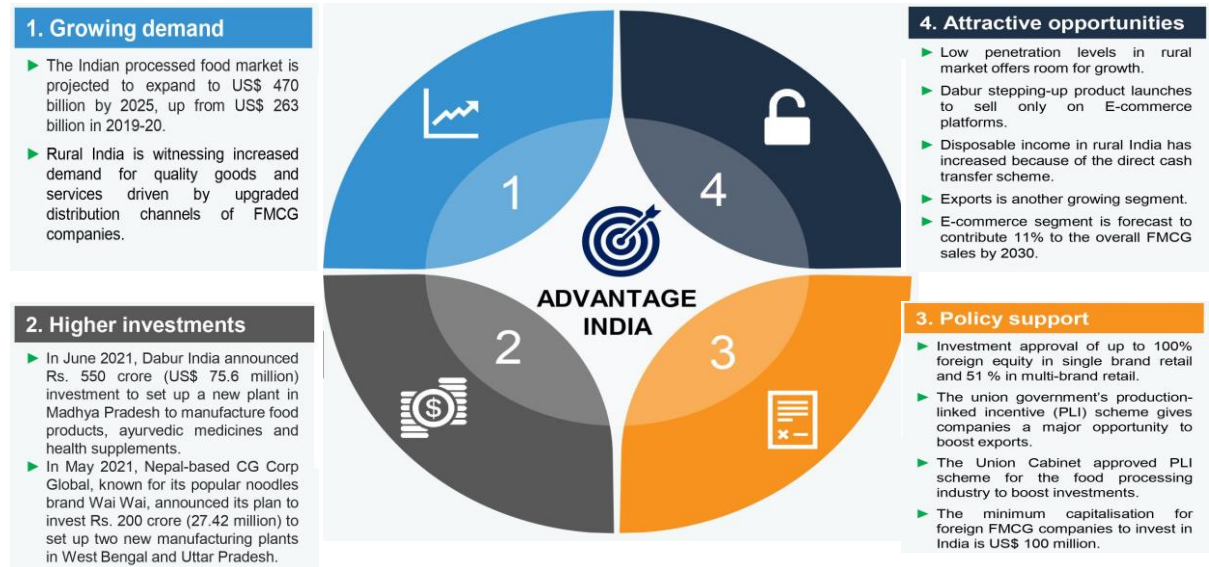 1. Growing demand
The Indian processed food market is
projected to expand to US$ 470
billion by 2025, up from US$ 263
billion in 2019-20.
Rural India is witnessing increased
demand for quality goods and
services driven by upgraded
distribution channels of FMCG
companies.
2. Higher investments
In June 2021, Dabur India announced
Rs. 550 crore (US$ 75.6 million)
investment to set up a new plant in
Madhya Pradesh to manufacture food
products, ayurvedic medicines and
health supplements.
In May 2021, Nepal-based CG Corp
Global, known for its popular noodles
brand Wai Wai, announced its plan to
invest Rs. 200 crore (27.42 million) to
set up two new manufacturing plants
in West Bengal and Uttar Pradesh.
1
4
ADVANTAGE
INDIA
2
3
$
4. Attractive opportunities
Low penetration levels in rural
market offers room for growth.
Dabur stepping-up product launches
to sell only on E-commerce
platforms.
Disposable income in rural India has
increased because of the direct cash
transfer scheme.
Exports is another growing segment.
E-commerce segment is forecast to
contribute 11% to the overall FMCG
sales by 2030.
3. Policy support
Investment approval of up to 100%
foreign equity in single brand retail
and 51 % in multi-brand retail.
The union government's production-
linked incentive (PLI) scheme gives
companies a major opportunity to
boost exports.
The Union Cabinet approved PLI
scheme for the food processing
industry to boost investments.
The minimum capitalisation for
foreign FMCG companies to invest in
India is US$ 100 million.